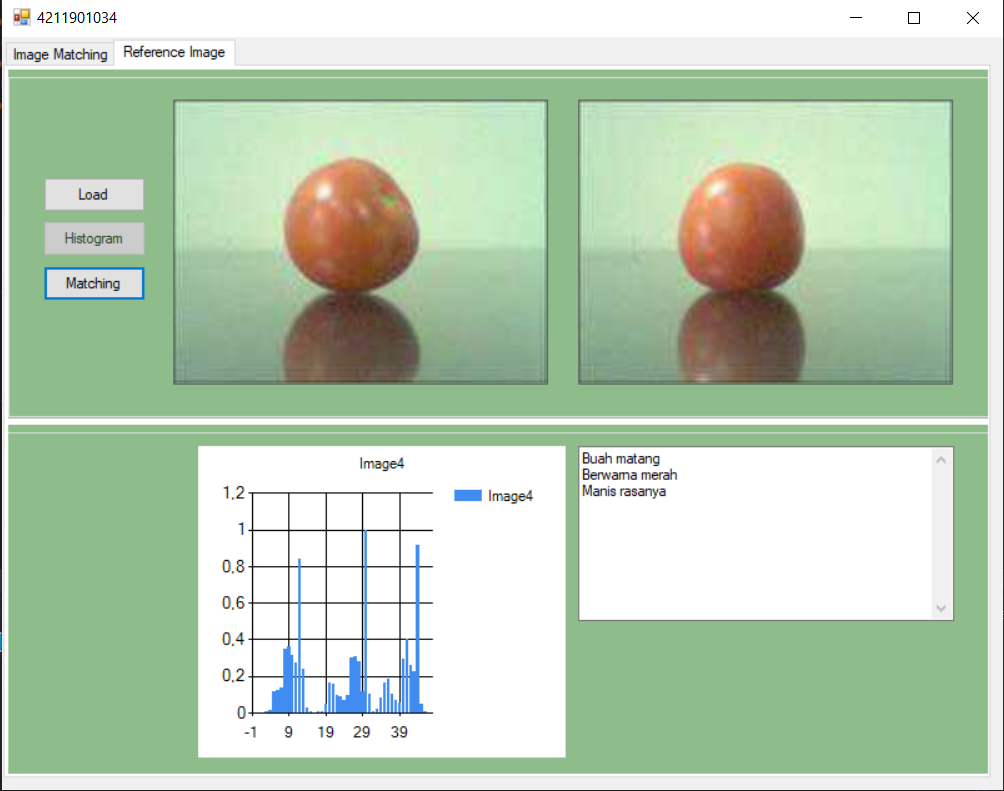 4211901034
Image Matching
Reference Image
Load
Histogram
Matching
Image4
1,2
1
0,8
0,6
0,4
0,2
0
-1 9 19 29 39
Image4
Buah matang
Berwarna merah
Manis rasanya